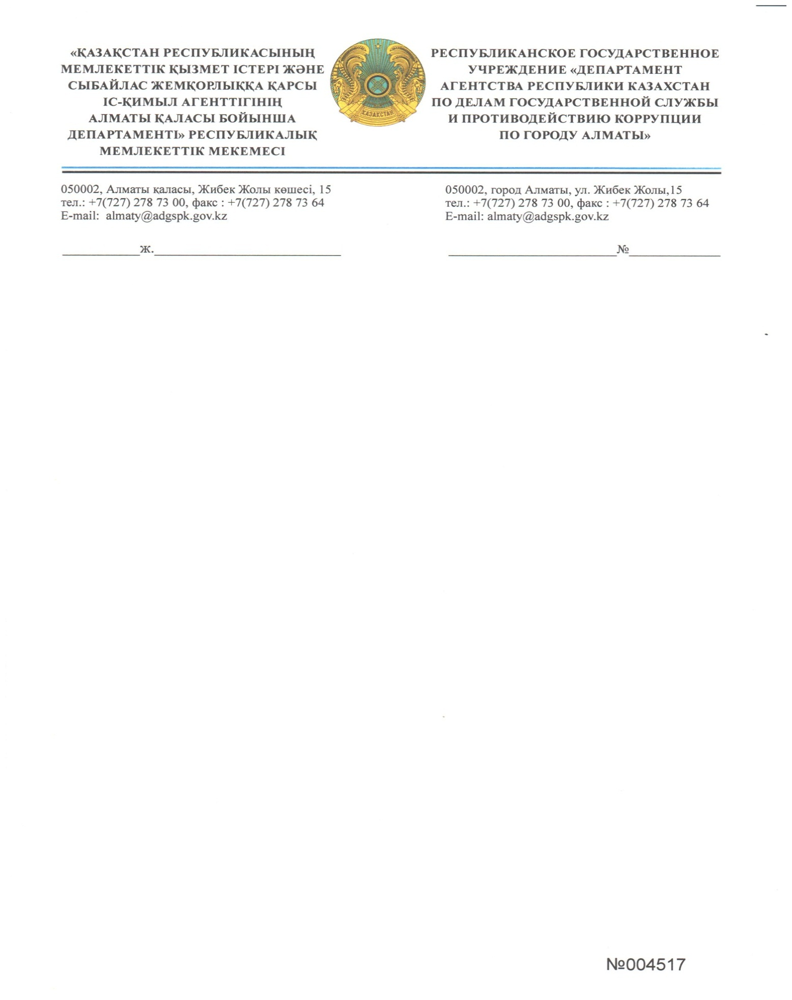 «ҚАЗАҚСТАН РЕСПУБЛИКАСЫНЫҢ
МЕМЛЕКЕТТІК ҚЫЗМЕТ ІСТЕРІ ЖӘНЕ
СЫБАЙЛАС ЖЕМҚОРЛЫҚҚА ҚАРСЫ
ІС-ҚИМЫЛ АГЕНТТІГІНІҢ
АЛМАТЫ ҚАЛАСЫ БОЙЫНША
ДЕПАРТАМЕНТІ» РЕСПУБЛИКАЛЫҚ
МЕМЛЕКЕТТІК МЕКЕМЕСІ
ҚАЗАҚСТАН
РЕСПУБЛИКАНСКОЕ ГОСУДАРСТВЕННОЕ
УЧРЕЖДЕНИЕ «ДЕПАРТАМЕНТ
АГЕНТСТВА РЕСПУБЛИКИ КАЗАХСТАН
ПО ДЕЛАМ ГОСУДАРСТВЕННОЙ СЛУЖБЫ
И ПРОТИВОДЕЙСТВИЮ КОРРУПЦИИ
ПО ГОРОДУ АЛМАТЫ»
050002, Алматы қаласы, Жибек Жолы көшесі, 15
тел.: +7(727) 278 73 00, факс : +7(727) 278 73 64
E-mail: almaty@adgspk.gov.kz
050002, город Алматы, ул. Жибек Жолы,15
тел.: +7(727) 278 73 00, факс : +7(727) 278 73 64
E-mail: almaty@adgspk.gov.kz
____________ж.____________________________
__________________________№______________
№004517